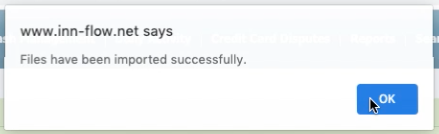 www.inn-flow.net says
Files have been imported successfully.
OK